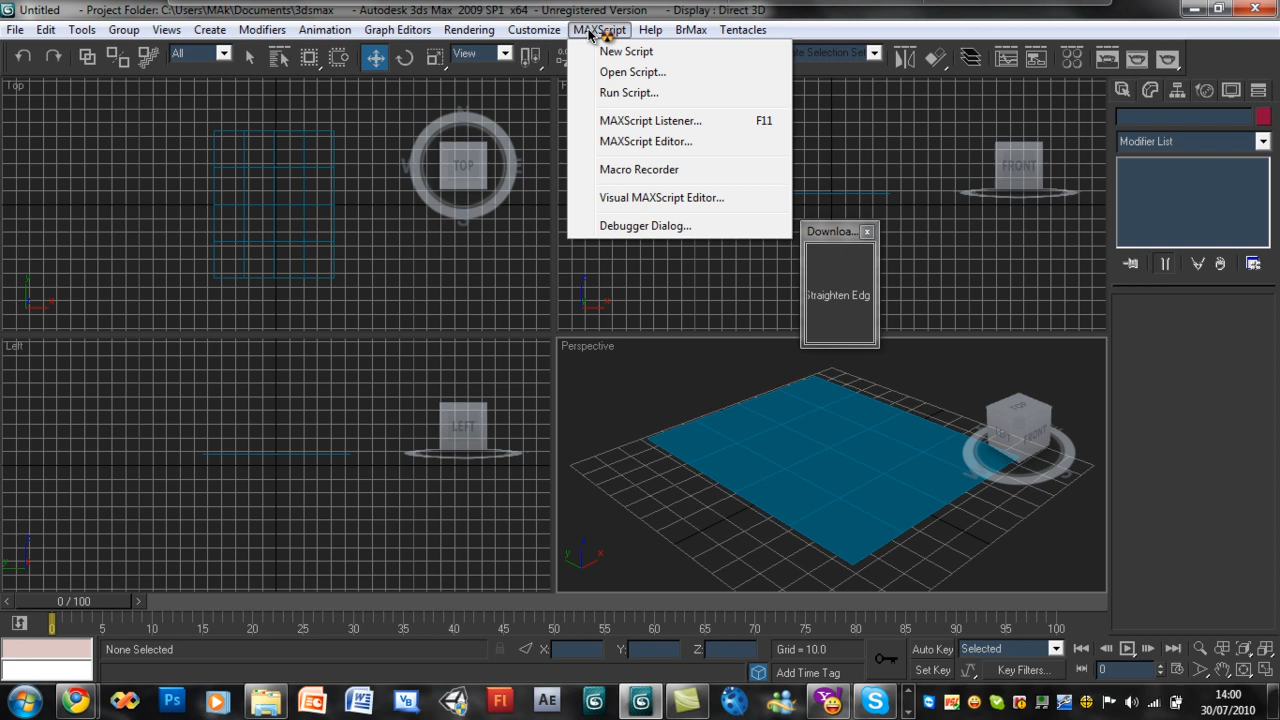 Untitled - Project Folder: C:\Users\MAk\Documents\3dsmax - Autodesk 3ds Max 2009 SP1 x64 - Unregistered Version - Display : Direct 3D
File Edit Tools Group Views Create Modifiers Animation Graph Editors Rendering Customize MAXScript Help BrMax Tentacles
All View
New Script
Open Script...
Run Script...
MAXScript Listener... F11
MAXScript Editor...
Macro Recorder
Visual MAXScript Editor...
Debugger Dialog...
Top
TOP
FRONT
Modifier List
Downloa...
Straighten Edg
Left
LEFT
Perspective
TOP
FRONT
0 / 100
0 5 10 15 20 25 30 35 40 45 50 55 60 65 70 75 80 85 90 95 100
None Selected X: Y: Z: Grid = 10.0 Auto Key Selected
Add Time Tag Set Key Key Filters... 0
14:00
30/07/2010